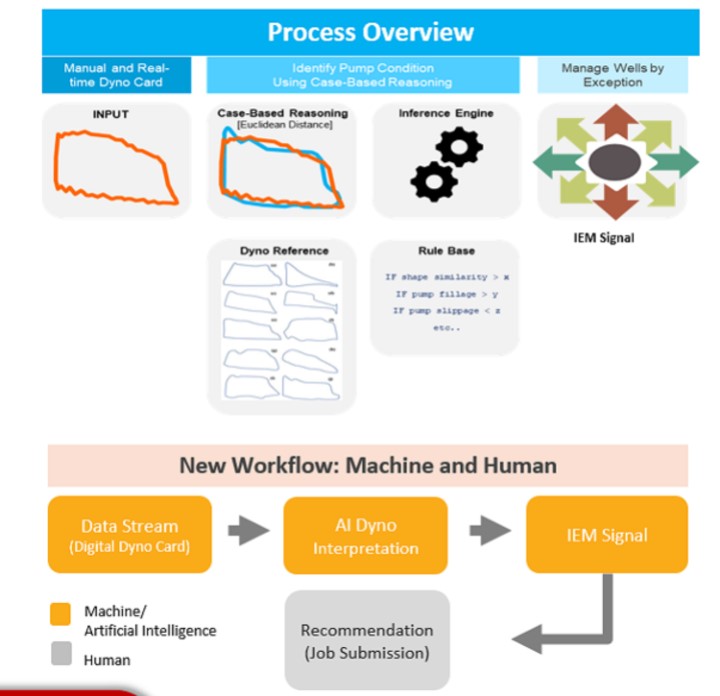 Process Overview
Manual and Real-
time Dyno Card
Identify Pump Condition
Using Case-Based Reasoning
Manage Wells by
Exception
INPUT
Case-Based Reasoning
[Euclidean Distance]
Inference Engine
IEM Signal
Dyno Reference
Rule Base
IF shape similarity > x
IF pump fillage > y
IF pump slippage < z
etc..
New Workflow: Machine and Human
Data Stream
(Digital Dyno Card)
AI Dyno
Interpretation
IEM Signal
Machine/
Artificial Intelligence
Human
Recommendation
(Job Submission)